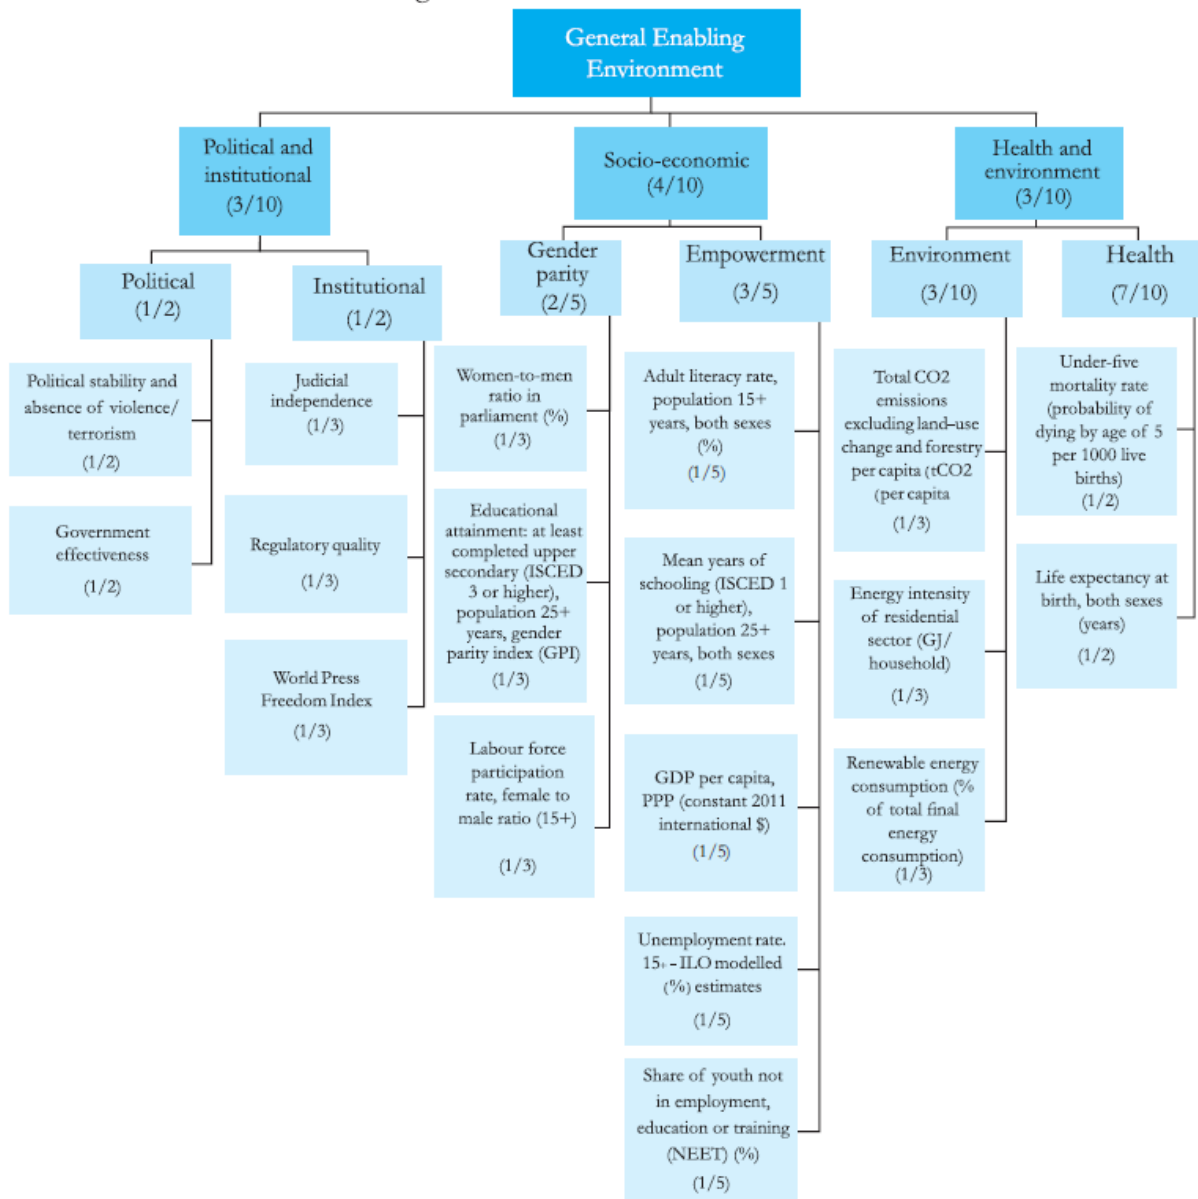 General Enabling
Environment
Political and
institutional
(3/10)
Socio-economic
(4/10)
Health and
environment
(3/10)
Political
(1/2)
Institutional
(1/2)
Gender
parity
(2/5)
Empowerment
(3/5)
Environment
(3/10)
Health
(7/10)
Political stability and
absence of violence/
terrorism
(1/2)
Government
effectiveness
(1/2)
Judicial
independence
(1/3)
Regulatory quality
(1/3)
World Press
Freedom Index
(1/3)
Women-to-men
ratio in
parliament (%)
(1/3)
Educational
attainment: at least
completed upper
secondary (ISCED
3 or higher),
population 25+
years, gender
parity index (GPI)
(1/3)
Labour force
participation
rate, female to
male ratio (15+)
(1/3)
Adult literacy rate,
population 15+
years, both sexes
(%)
(1/5)
Mean years of
schooling (ISCED 1
or higher),
population 25+
years, both sexes
(1/5)
GDP per capita,
PPP (constant 2011
international $)
(1/5)
Unemployment rate.
15+ - ILO modelled
(%) estimates
(1/5)
Share of youth not
in employment,
education or training
(NEET) (%)
(1/5)
Total CO2
emissions
excluding land–use
change and forestry
per capita (tCO2
(per capita
(1/3)
Energy intensity
of residential
sector (GJ/
household)
(1/3)
Renewable energy
consumption (%
of total final
energy
consumption)
(1/3)
Under-five
mortality rate
(probability of
dying by age of 5
per 1000 live
births)
(1/2)
Life expectancy at
birth, both sexes
(years)
(1/2)